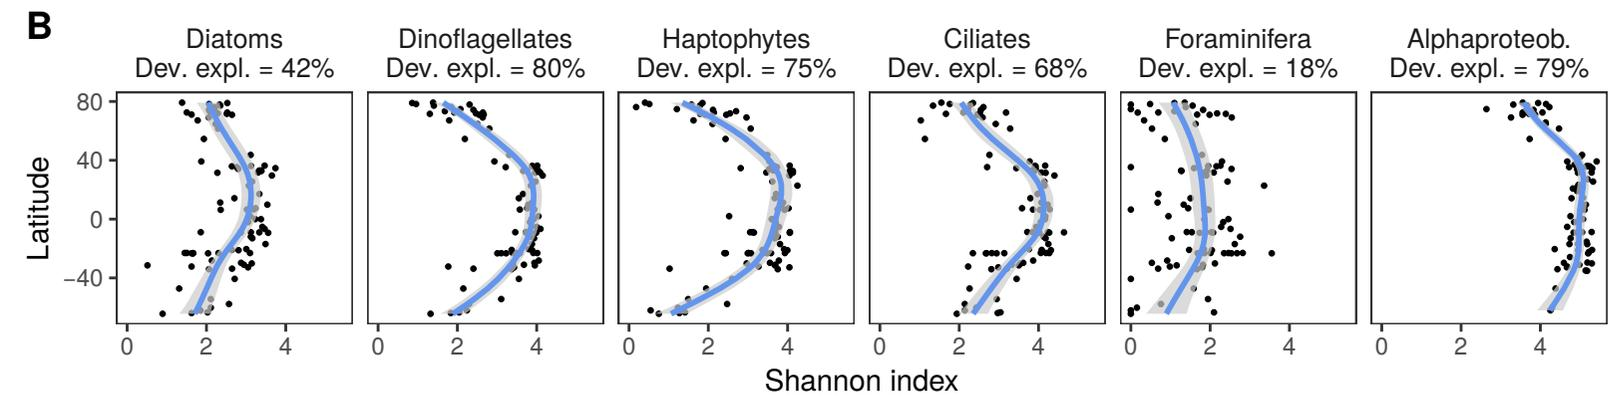 B
Diatoms
Dev. expl. = 42%
Dinoflagellates
Dev. expl. = 80%
Haptophytes
Dev. expl. = 75%
Ciliates
Dev. expl. = 68%
Foraminifera
Dev. expl. = 18%
Alphaproteob.
Dev. expl. = 79%
Latitude
80
40
0
−40
0 2 4
0 2 4
0 2 4
0 2 4
0 2 4
0 2 4
Shannon index